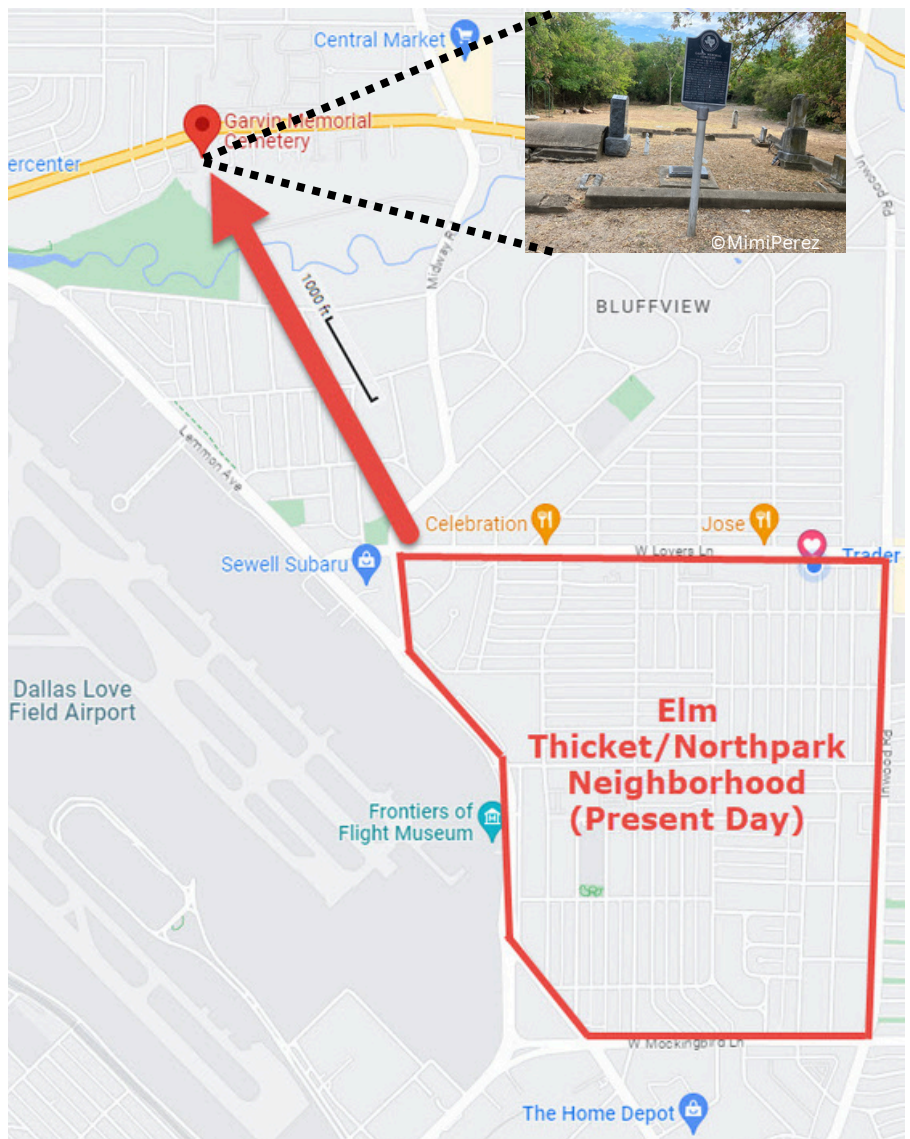 Central Market
Garvin Memorial
Cemetery
ercenter
©MimiPerez
Inwood Rd
Midway R
1000 ft
BLUFFVIEW
Lemmon Ave
Celebration
Jose
W Lovers Ln
Trader
Sewell Subaru
Dallas Love
Field Airport
Elm
Thicket/Northpark
Neighborhood
(Present Day)
Inwood Rd
Frontiers of
Flight Museum
W Mockingbird Ln
The Home Depot